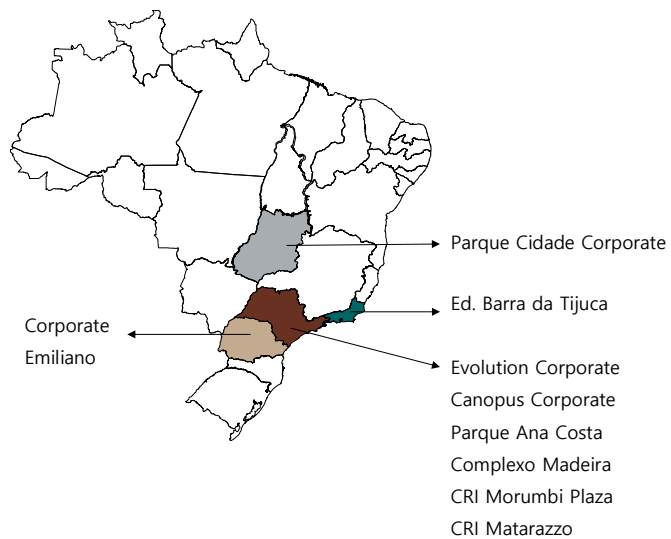 Parque Cidade Corporate
Ed. Barra da Tijuca
Corporate
Emiliano
Evolution Corporate
Canopus Corporate
Parque Ana Costa
Complexo Madeira
CRI Morumbi Plaza
CRI Matarazzo